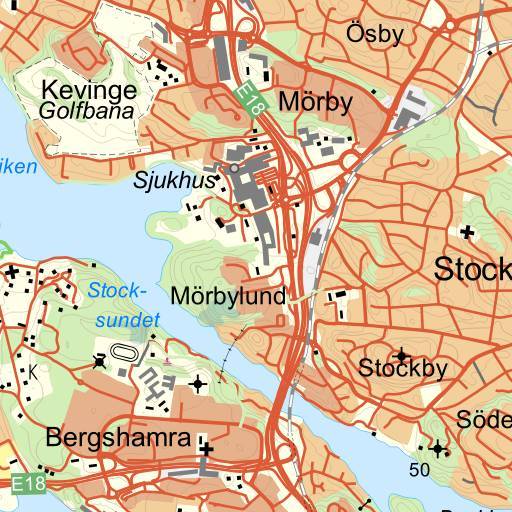 Ösby
Kevinge
Golfbana
E18
Mörby
iken
Sjukhus
Stock
Stock-
sundet
Mörbylund
Stockby
K
Söde
Bergshamra
50
E18